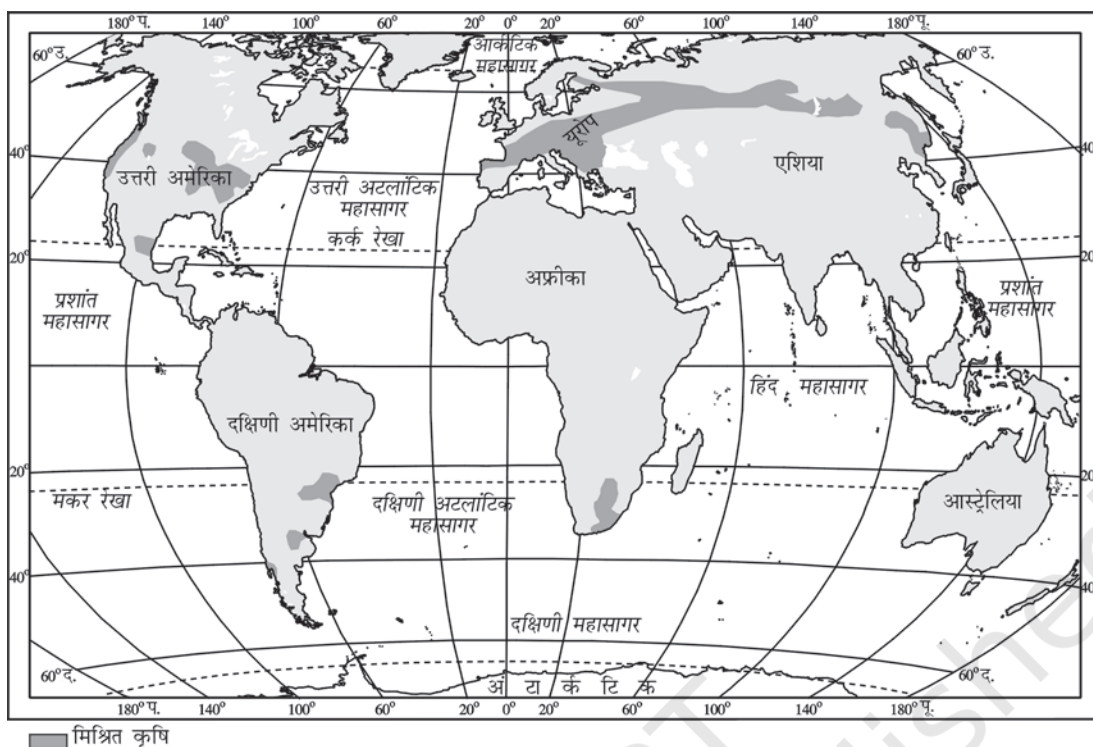 180°प. 140° 100° 60° 20° 0° 20° 60° 100° 140° 180°पू.
60°उ.
आर्कटिक
महासागर
60°उ.
यूरोप
40°
उत्तरी अमेरिका
उत्तरी अटलांटिक
महासागर
एशिया
40
कर्क रेखा
20°
अफ्रीका
20
प्रशांत
महासागर
प्रशांत
महासागर
हिंद महासागर
दक्षिणी अमेरिका
20°
मकर रेखा
दक्षिणी अटलांटिक
महासागर
आस्ट्रेलिया
20
40°
40
दक्षिणी महासागर
60°द.
अंटार्कटिक
60°द.
180°प. 140° 100° 60° 20° 0° 20° 60° 100° 140° 180°पू.
मिश्रित कृषि